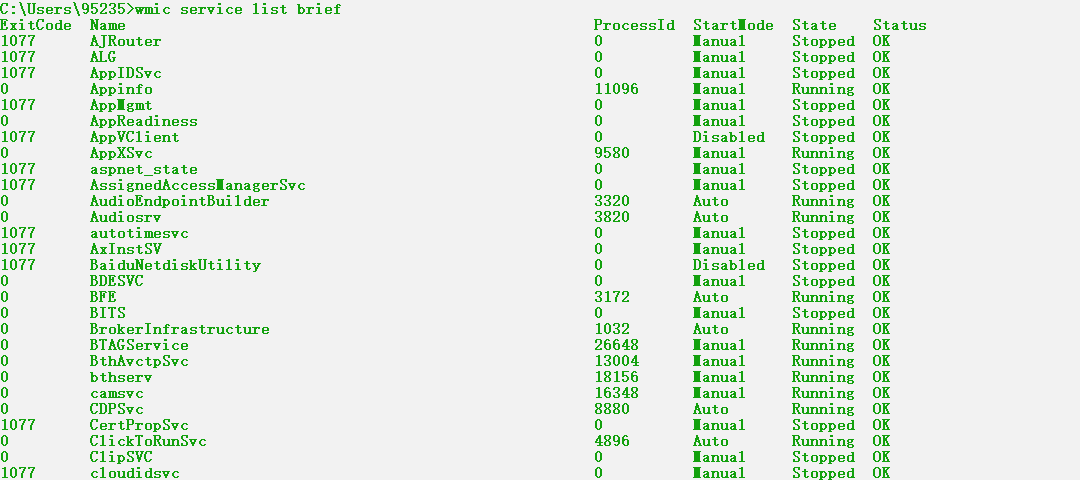 C:\Users\95235>wmic service list brief
ExitCode  Name                                                    ProcessId  StartMode  State    Status
1077      AJRouter                                                0          Manual     Stopped  OK
1077      ALG                                                     0          Manual     Stopped  OK
1077      AppIDSvc                                                0          Manual     Stopped  OK
0         Appinfo                                                 11096      Manual     Running  OK
1077      AppMgmt                                                 0          Manual     Stopped  OK
0         AppReadiness                                            0          Manual     Stopped  OK
1077      AppVClient                                              0          Disabled   Stopped  OK
0         AppXSvc                                                 9580       Manual     Running  OK
1077      aspnet_state                                            0          Manual     Stopped  OK
1077      AssignedAccessManagerSvc                                0          Manual     Stopped  OK
0         AudioEndpointBuilder                                    3320       Auto       Running  OK
0         Audiosrv                                                3820       Auto       Running  OK
1077      autotimesvc                                             0          Manual     Stopped  OK
1077      AxInstSV                                                0          Manual     Stopped  OK
1077      BaiduNetdiskUtility                                     0          Disabled   Stopped  OK
0         BDESVC                                                  0          Manual     Stopped  OK
0         BFE                                                     3172       Auto       Running  OK
0         BITS                                                    0          Manual     Stopped  OK
0         BrokerInfrastructure                                    1032       Auto       Running  OK
0         BTAGService                                             26648      Manual     Running  OK
0         BthAvctpSvc                                             13004      Manual     Running  OK
0         bthserv                                                 18156      Manual     Running  OK
0         camsvc                                                  16348      Manual     Running  OK
0         CDPSvc                                                  8880       Auto       Running  OK
1077      CertPropSvc                                             0          Manual     Stopped  OK
0         ClickToRunSvc                                           4896       Auto       Running  OK
0         ClipSVC                                                 0          Manual     Stopped  OK
1077      cloudidsvc                                              0          Manual     Stopped  OK